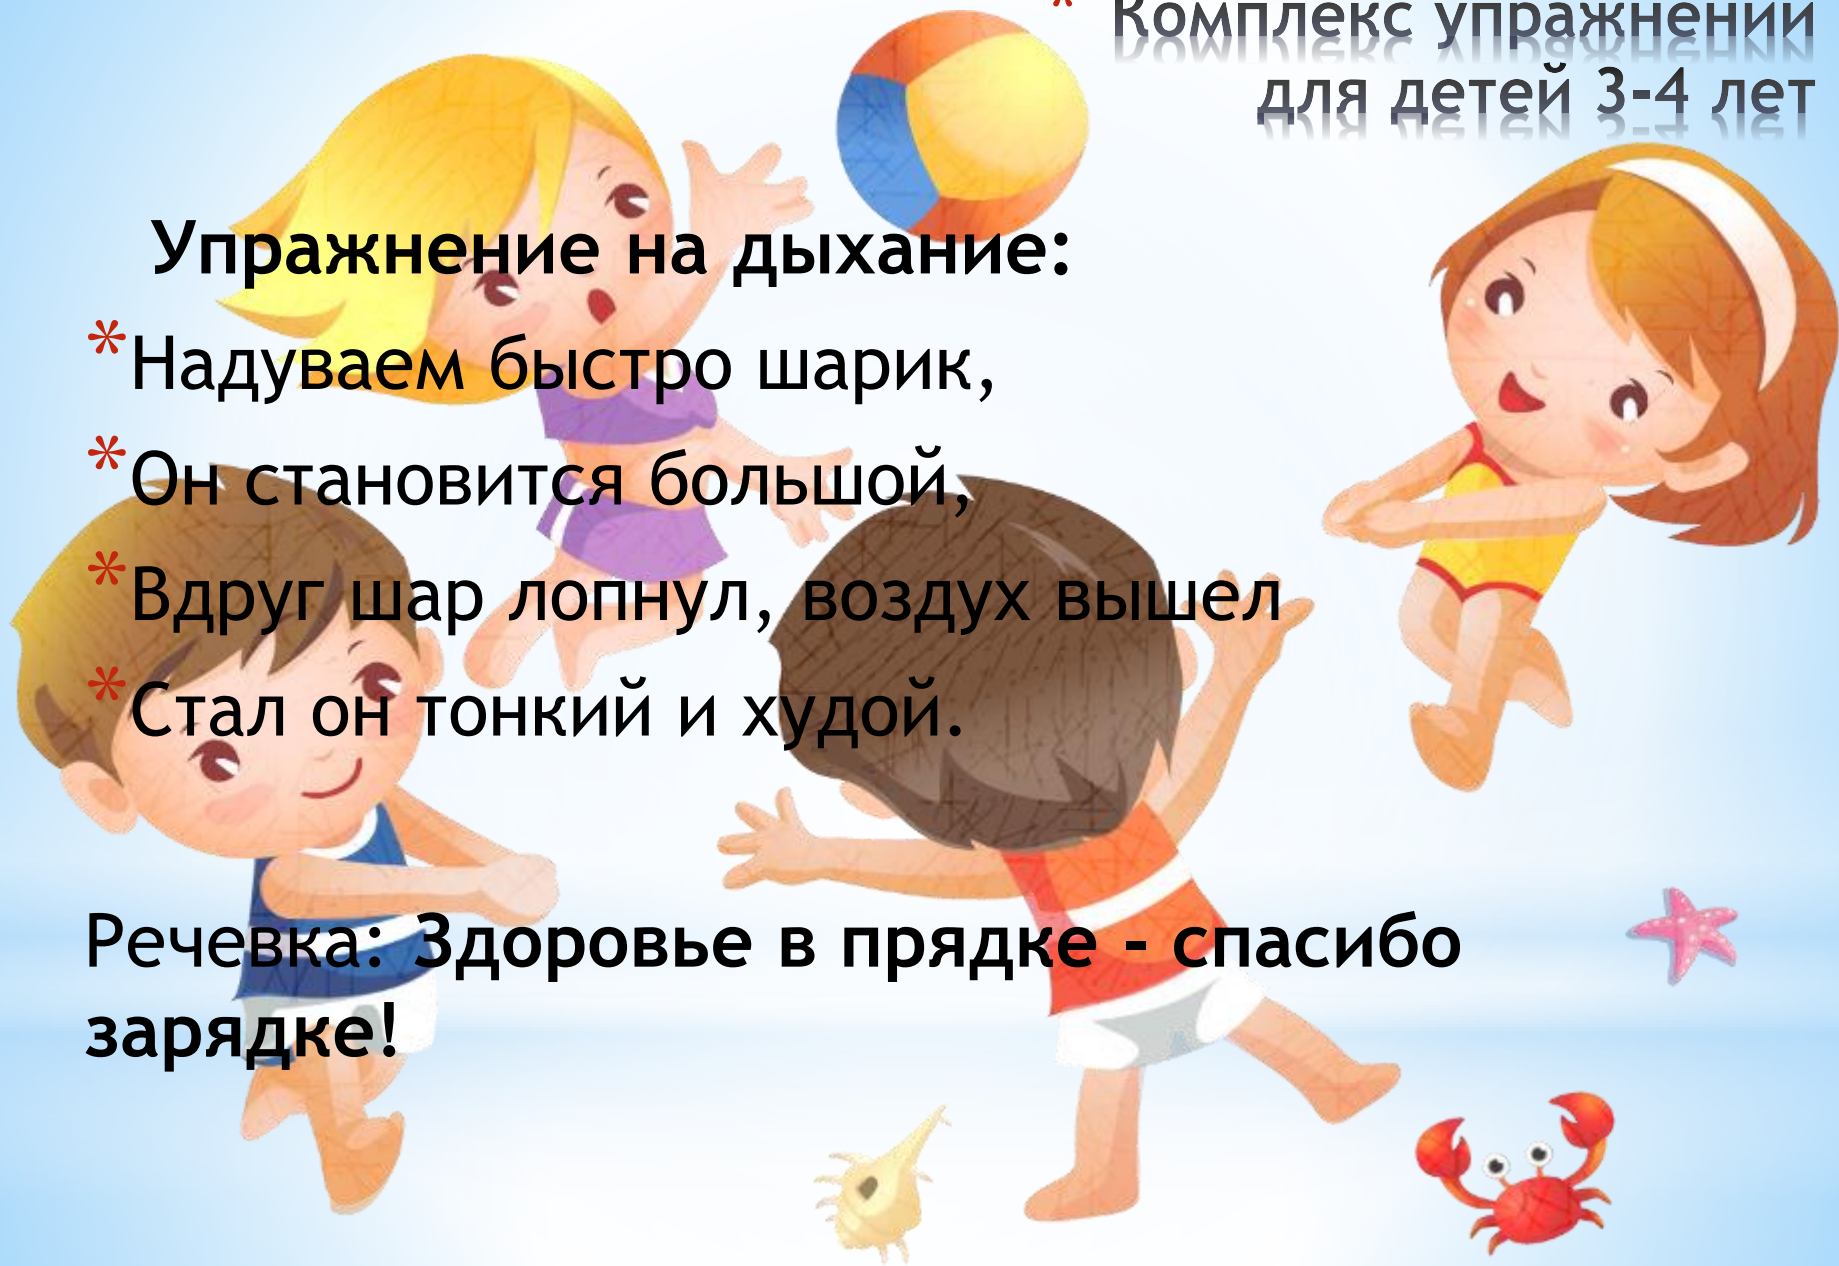 * Комплекс упражнений
для детей 3-4 лет
Упражнение на дыхание:
*Надуваем быстро шарик,
*Он становится большой,
*Вдруг шар лопнул, воздух вышел
*Стал он тонкий и худой.
Речевка: Здоровье в прядке - спасибо
зарядке!